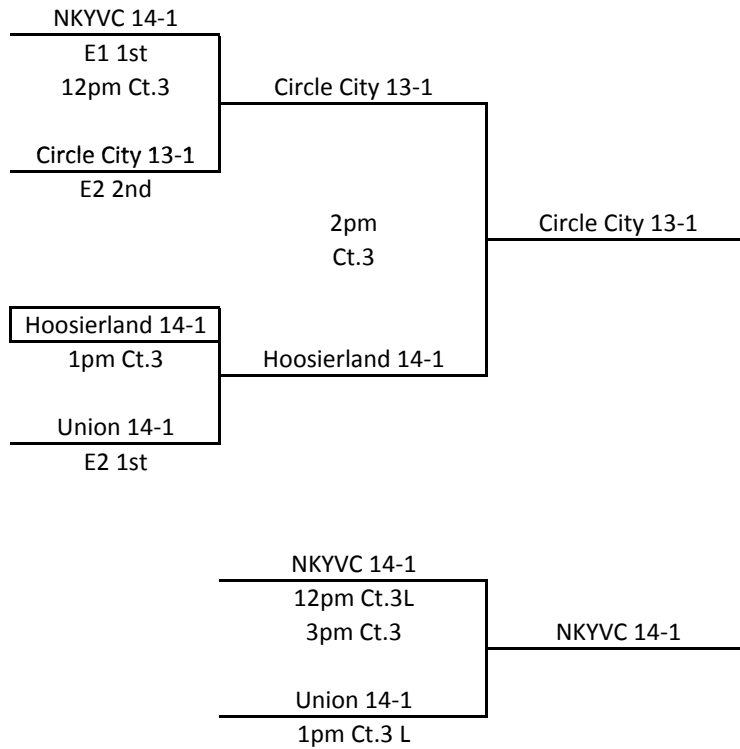 NKYVC 14-1
E1 1st
12pm Ct.3
Circle City 13-1
Circle City 13-1
E2 2nd
2pm
Ct.3
Circle City 13-1
Hoosierland 14-1
1pm Ct.3
Hoosierland 14-1
Union 14-1
E2 1st
NKYVC 14-1
12pm Ct.3L
3pm Ct.3
NKYVC 14-1
Union 14-1
1pm Ct.3 L